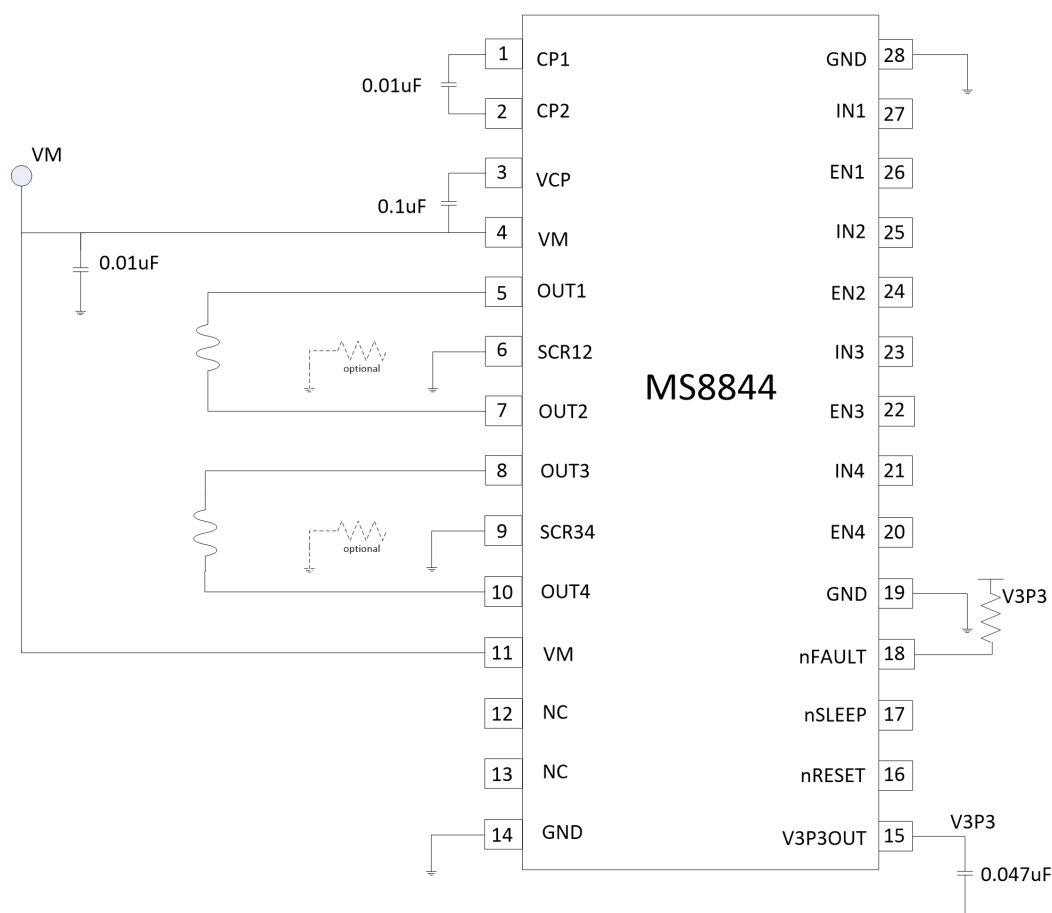 1 CP1
0.01uF
2 CP2
VM
3 VCP
0.1uF
4 VM
0.01uF
5 OUT1
6 SCR12
optional
7 OUT2
8 OUT3
9 SCR34
optional
10 OUT4
11 VM
12 NC
13 NC
14 GND
MS8844
GND 28
IN1 27
EN1 26
IN2 25
EN2 24
IN3 23
EN3 22
IN4 21
EN4 20
GND 19
V3P3
nFAULT 18
nSLEEP 17
nRESET 16
V3P3
V3P3OUT 15
0.047uF